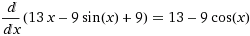 d/dx (13 x − 9 sin(x) + 9) = 13 − 9 cos(x)